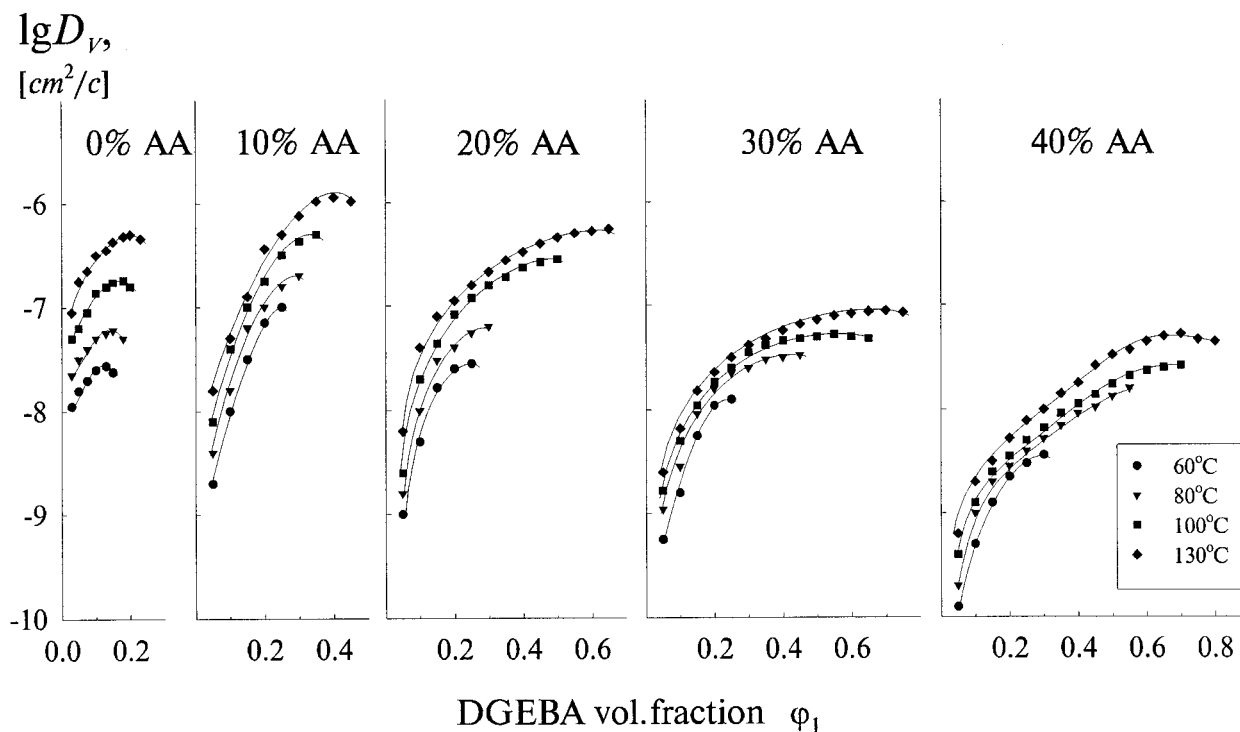 lgD_V,
[cm²/c]
0% AA
10% AA
20% AA
30% AA
40% AA
-6
-7
-8
-9
-10
60°C
80°C
100°C
130°C
0.0 0.2
0.2 0.4
0.2 0.4 0.6
0.2 0.4 0.6
0.2 0.4 0.6 0.8
DGEBA vol.fraction φ₁